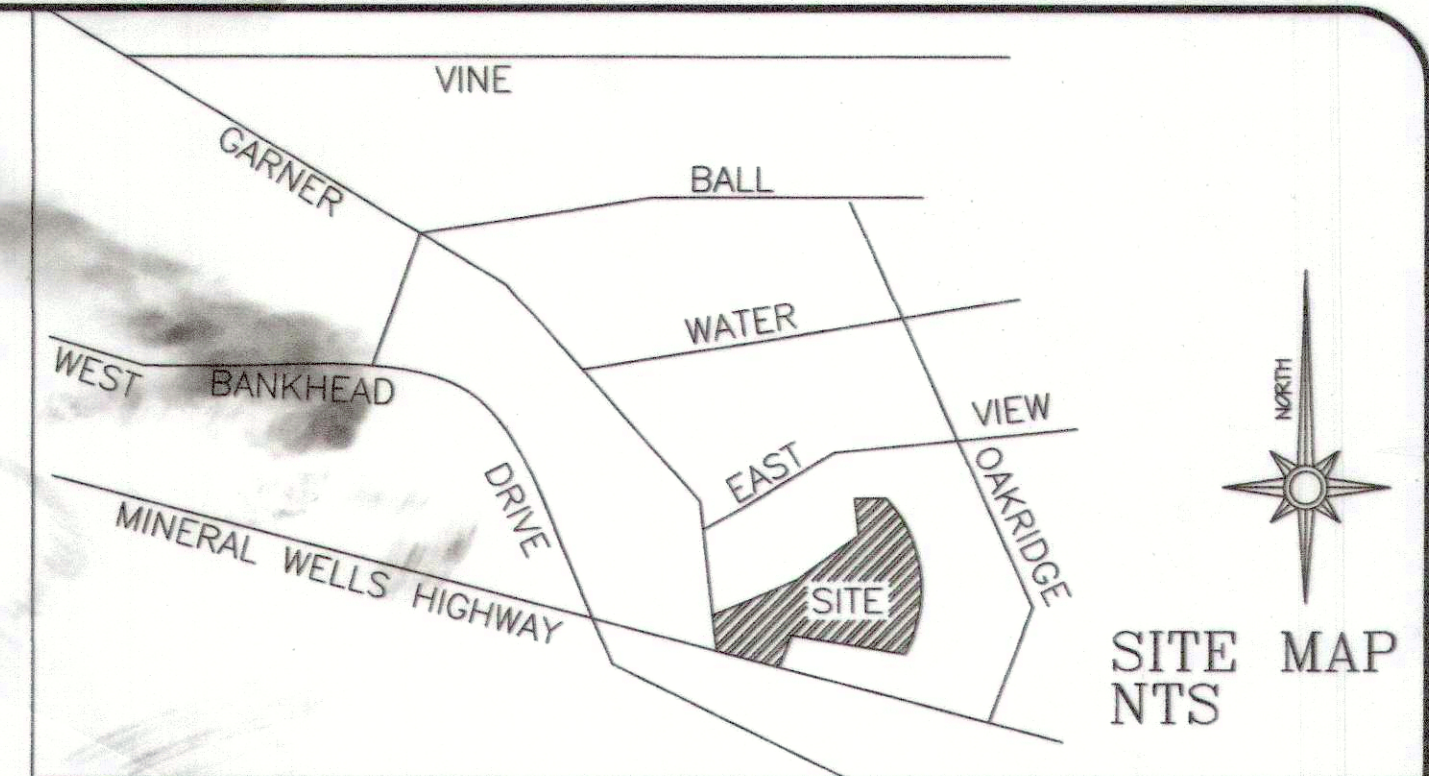 VINE
GARNER
BALL
WATER
WEST BANKHEAD DRIVE
EAST VIEW
OAKRIDGE
NORTH
MINERAL WELLS HIGHWAY
SITE
SITE MAP
NTS